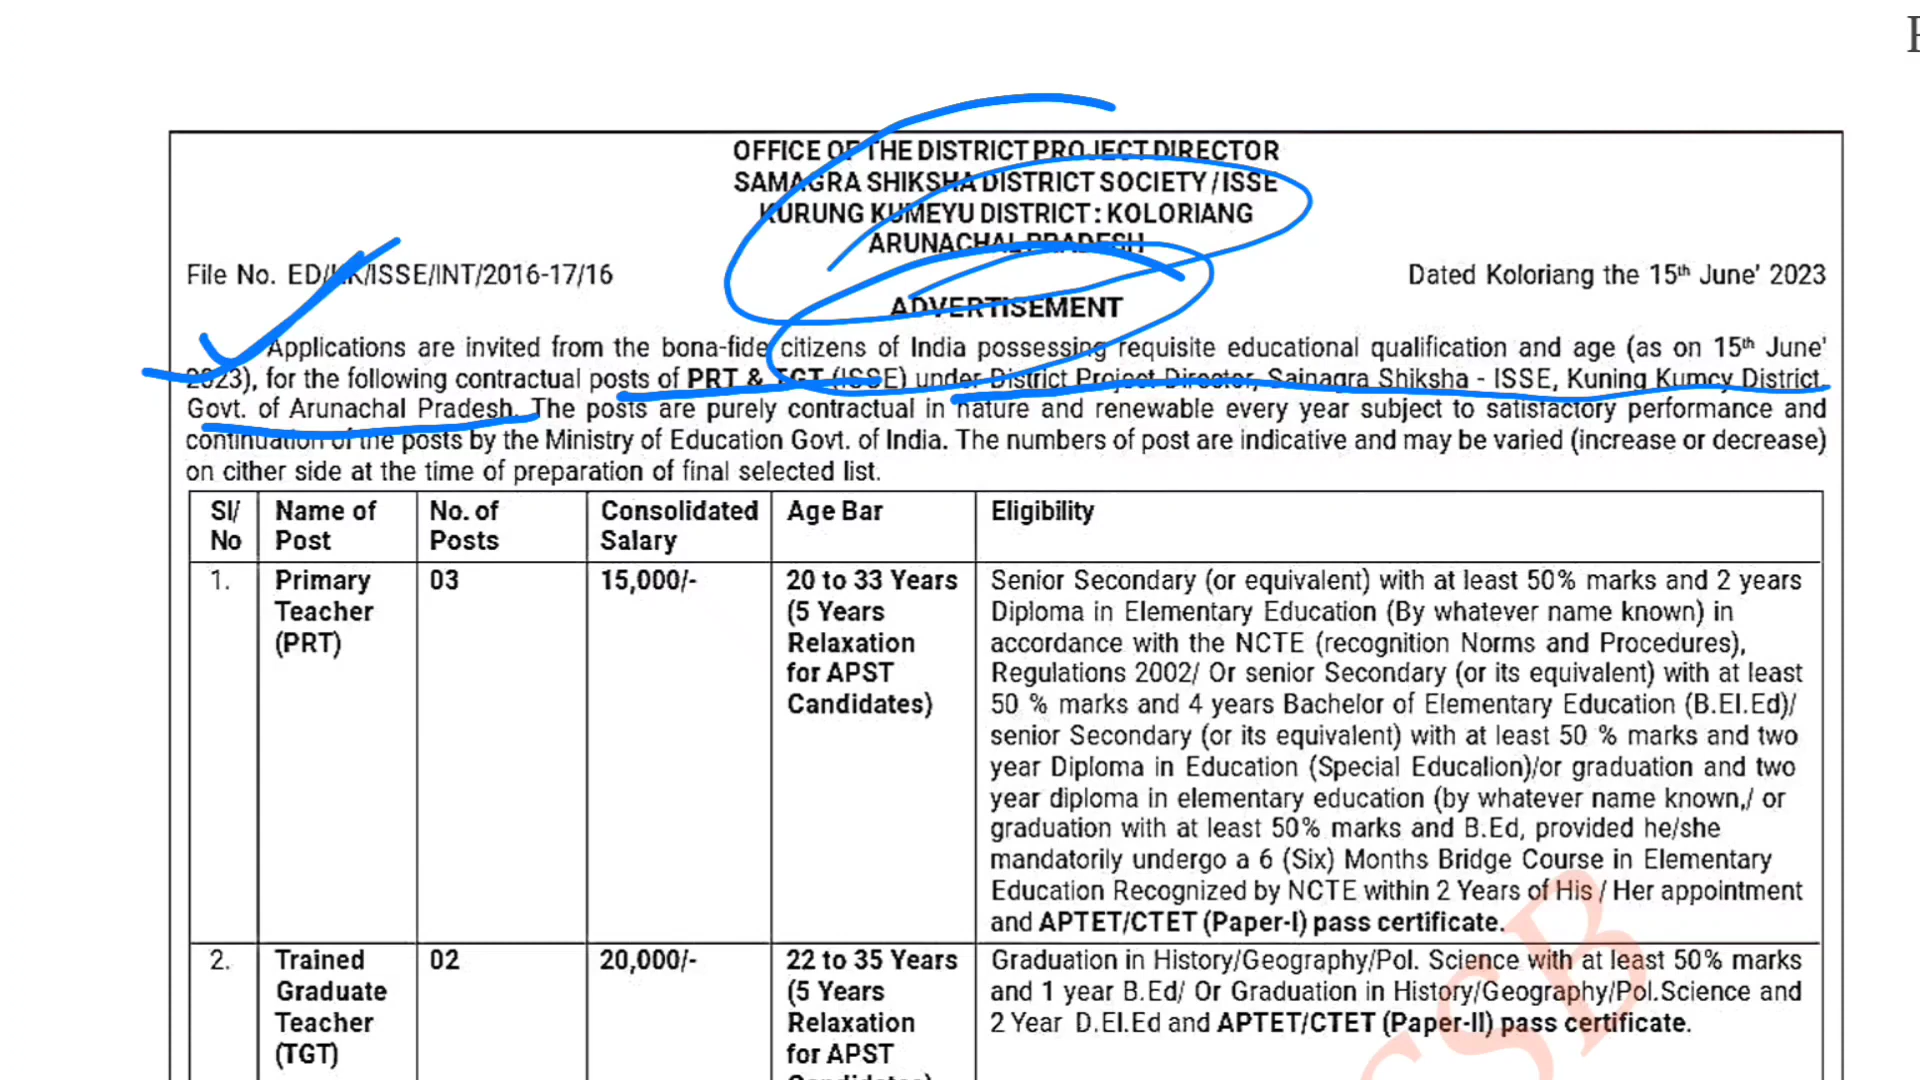 OFFICE OF THE DISTRICT PROJECT DIRECTOR
SAMAGRA SHIKSHA DISTRICT SOCIETY / ISSE
KURUNG KUMEYU DISTRICT : KOLORIANG
ARUNACHAL PRADESH
File No. ED/KK/ISSE/INT/2016-17/16
Dated Koloriang the 15th June' 2023
ADVERTISEMENT
Applications are invited from the bona-fide citizens of India possessing requisite educational qualification and age (as on 15th June'
2023), for the following contractual posts of PRT & TGT (ISSE) under District Project Director, Sainagra Shiksha - ISSE, Kuning Kumcy District,
Govt. of Arunachal Pradesh. The posts are purely contractual in nature and renewable every year subject to satisfactory performance and
continuation of the posts by the Ministry of Education Govt. of India. The numbers of post are indicative and may be varied (increase or decrease)
on cither side at the time of preparation of final selected list.
Sl/ No
Name of Post
No. of Posts
Consolidated Salary
Age Bar
Eligibility
1.
Primary
Teacher
(PRT)
03
15,000/-
20 to 33 Years
(5 Years
Relaxation
for APST
Candidates)
Senior Secondary (or equivalent) with at least 50% marks and 2 years
Diploma in Elementary Education (By whatever name known) in
accordance with the NCTE (recognition Norms and Procedures),
Regulations 2002/ Or senior Secondary (or its equivalent) with at least
50 % marks and 4 years Bachelor of Elementary Education (B.El.Ed)/
senior Secondary (or its equivalent) with at least 50 % marks and two
year Diploma in Education (Special Educalion)/or graduation and two
year diploma in elementary education (by whatever name known,/ or
graduation with at least 50% marks and B.Ed, provided he/she
mandatorily undergo a 6 (Six) Months Bridge Course in Elementary
Education Recognized by NCTE within 2 Years of His / Her appointment
and APTET/CTET (Paper-I) pass certificate.
2.
Trained
Graduate
Teacher
(TGT)
02
20,000/-
22 to 35 Years
(5 Years
Relaxation
for APST
Candidates)
Graduation in History/Geography/Pol. Science with at least 50% marks
and 1 year B.Ed/ Or Graduation in History/Geography/Pol.Science and
2 Year D.El.Ed and APTET/CTET (Paper-II) pass certificate.